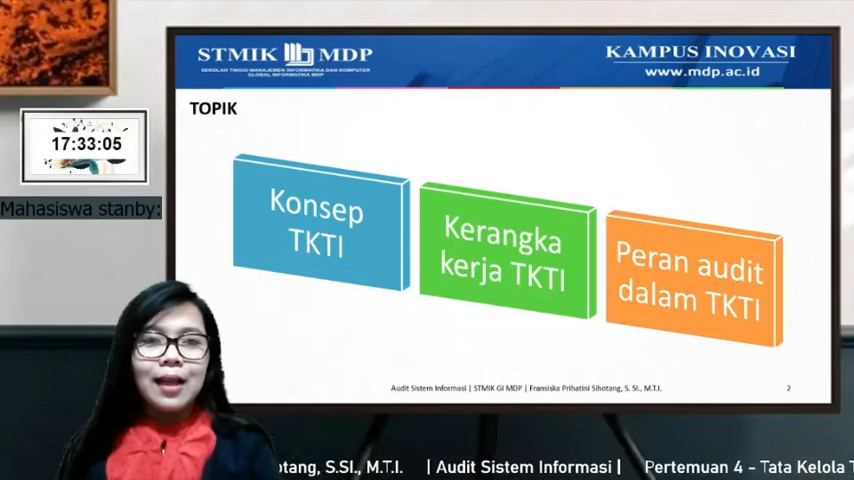 STMIK MDP
SEKOLAH TINGGI MANAJEMEN INFORMATIKA DAN KOMPUTER
GLOBAL INFORMATIKA MDP
KAMPUS INOVASI
www.mdp.ac.id
TOPIK
17:33:05
Mahasiswa stanby:
Konsep
TKTI
Kerangka
kerja TKTI
Peran audit
dalam TKTI
Audit Sistem Informasi | STMIK GI MDP | Fransiska Prihatini Sihotang, S. SI., M.T.I.
2
otang, S.SI., M.T.I. | Audit Sistem Informasi | Pertemuan 4 - Tata Kelola T